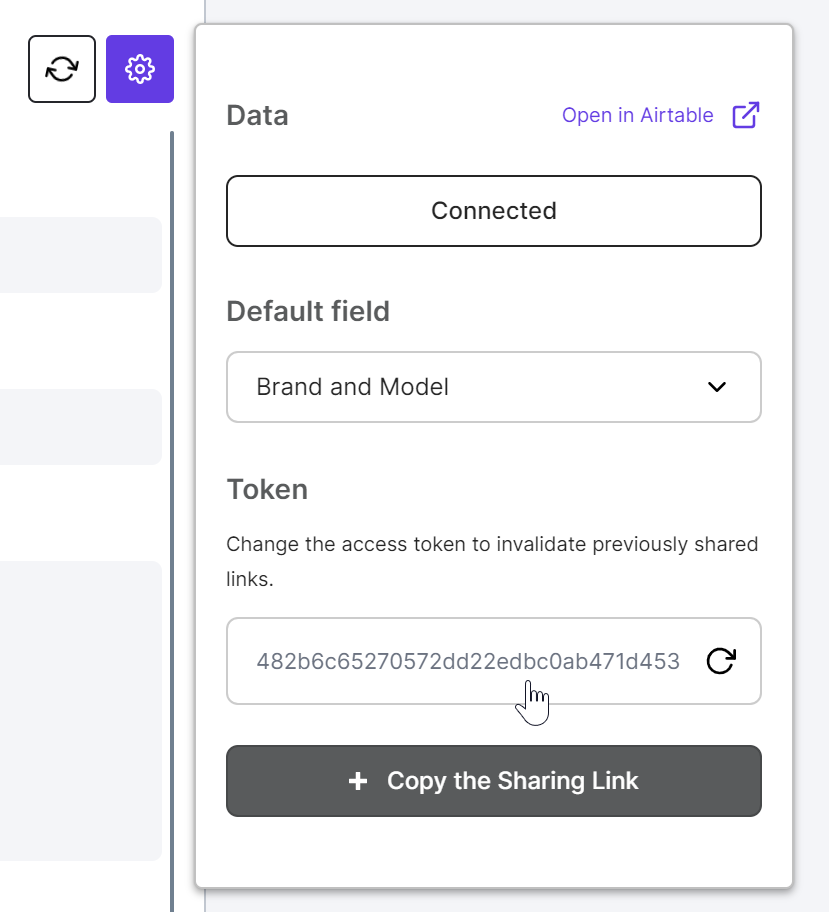 Data
Open in Airtable
Connected
Default field
Brand and Model
Token
Change the access token to invalidate previously shared
links.
482b6c65270572dd22edbc0ab471d453
Copy the Sharing Link